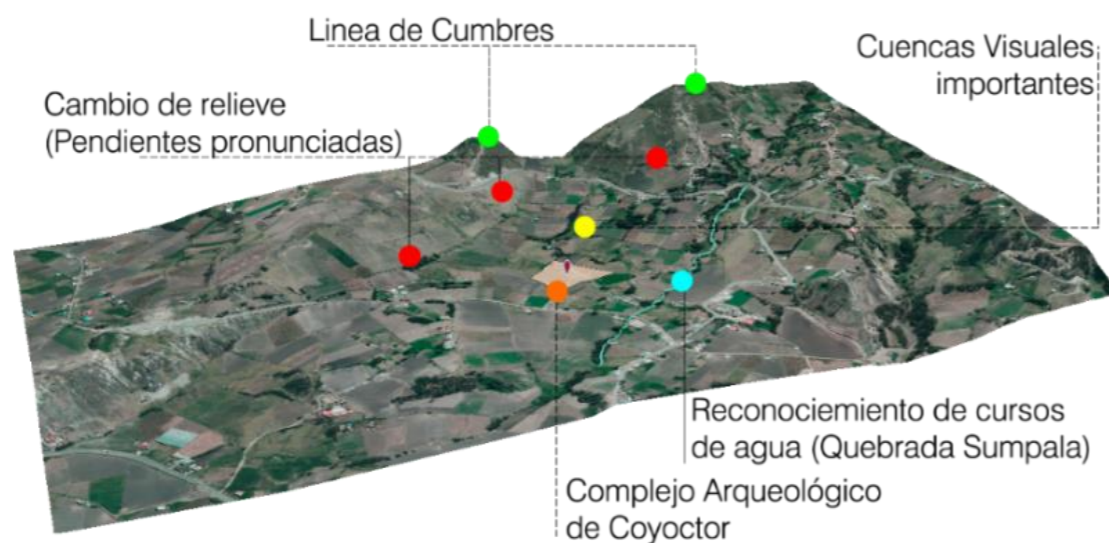 Linea de Cumbres
Cuencas Visuales
importantes
Cambio de relieve
(Pendientes pronunciadas)
Reconociemiento de cursos
de agua (Quebrada Sumpala)
Complejo Arqueológico
de Coyoctor